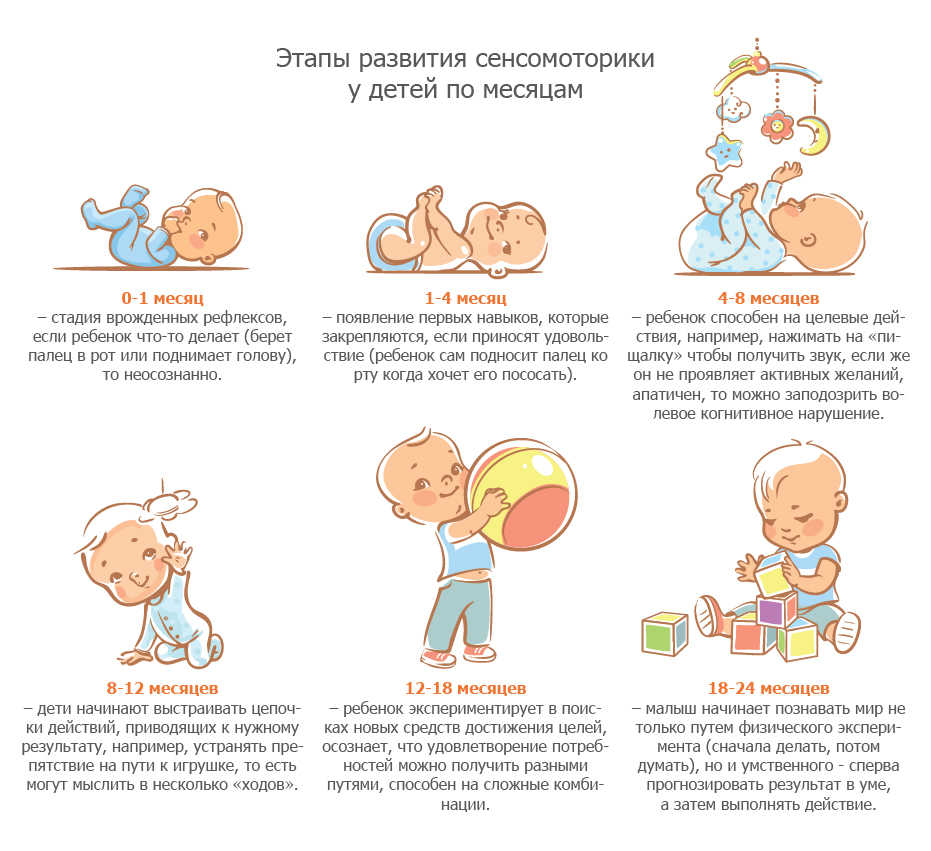 Этапы развития сенсомоторики
у детей по месяцам
0-1 месяц
– стадия врожденных рефлексов,
если ребенок что-то делает (берет
палец в рот или поднимает голову),
то неосознанно.
1-4 месяц
– появление первых навыков, которые
закрепляются, если приносят удоволь-
ствие (ребенок сам подносит палец ко
рту когда хочет его пососать).
4-8 месяцев
– ребенок способен на целевые дей-
ствия, например, нажимать на «пи-
щалку» чтобы получить звук, если же
он не проявляет активных желаний,
апатичен, то можно заподозрить во-
левое когнитивное нарушение.
8-12 месяцев
– дети начинают выстраивать цепоч-
ки действий, приводящих к нужному
результату, например, устранять пре-
пятствие на пути к игрушке, то есть
могут мыслить в несколько «ходов».
12-18 месяцев
– ребенок экспериментирует в поис-
ках новых средств достижения целей,
осознает, что удовлетворение потреб-
ностей можно получить разными
путями, способен на сложные комби-
нации.
18-24 месяцев
– малыш начинает познавать мир не
только путем физического экспери-
мента (сначала делать, потом
думать), но и умственного - сперва
прогнозировать результат в уме,
а затем выполнять действие.